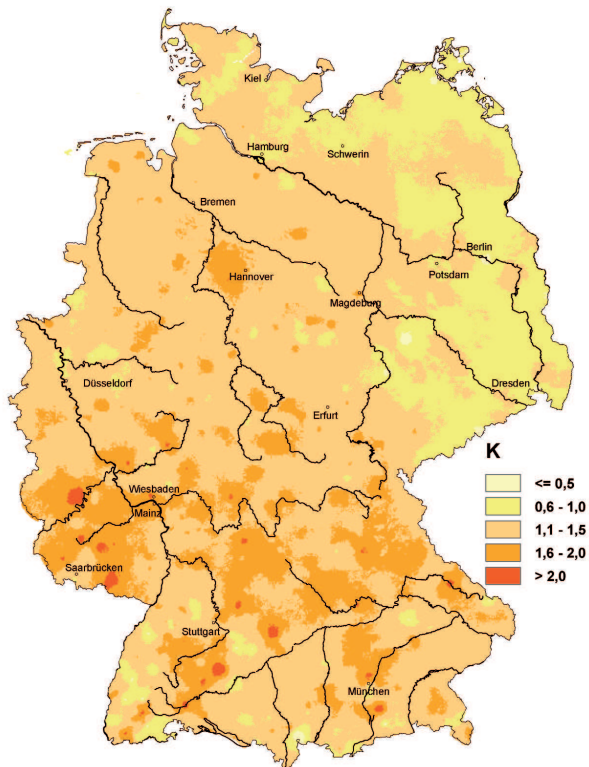 Kiel
Hamburg
Schwerin
Bremen
Berlin
Hannover
Potsdam
Magdeburg
Düsseldorf
Dresden
Erfurt
K
<= 0,5
0,6 - 1,0
1,1 - 1,5
1,6 - 2,0
> 2,0
Wiesbaden
Mainz
Saarbrücken
Stuttgart
München